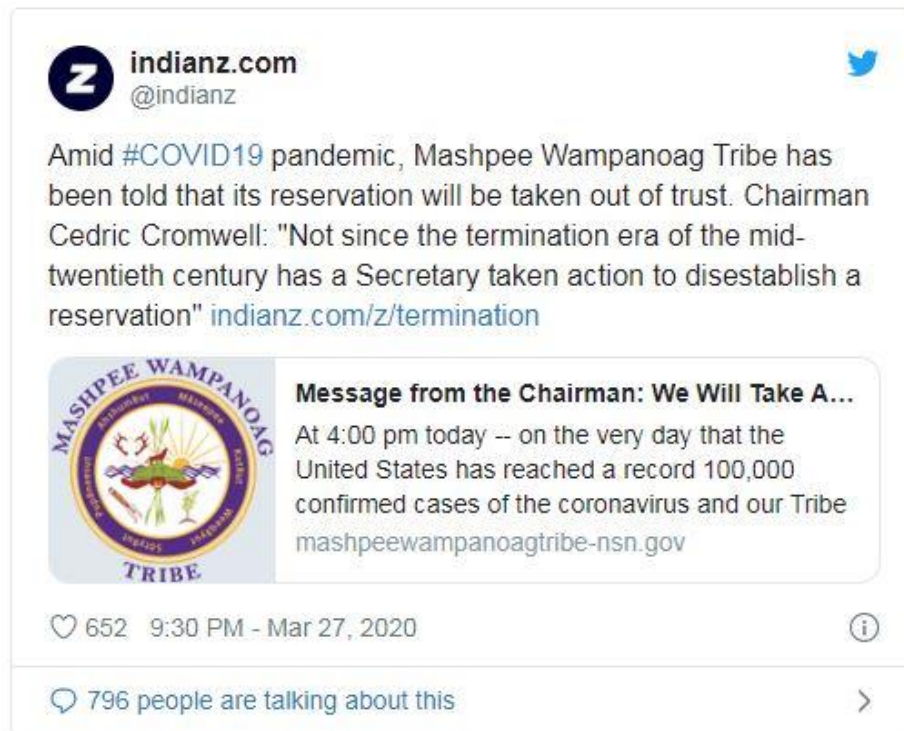 indianz.com
@indianz
Amid #COVID19 pandemic, Mashpee Wampanoag Tribe has
been told that its reservation will be taken out of trust. Chairman
Cedric Cromwell: "Not since the termination era of the mid-
twentieth century has a Secretary taken action to disestablish a
reservation" indianz.com/z/termination
MASHPEE WAMPANOAG
TRIBE
Message from the Chairman: We Will Take A...
At 4:00 pm today -- on the very day that the
United States has reached a record 100,000
confirmed cases of the coronavirus and our Tribe
mashpeewampanoagtribe-nsn.gov
652 9:30 PM - Mar 27, 2020
796 people are talking about this